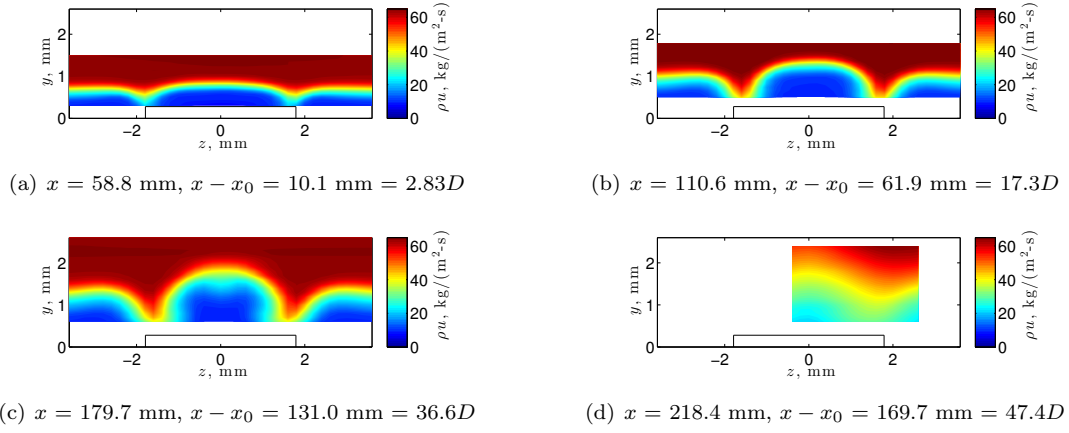 2
1
0
y, mm
−2 0 2
z, mm
60
40
20
0
ρu, kg/(m²-s)
(a) x = 58.8 mm, x − x₀ = 10.1 mm = 2.83D
2
1
0
y, mm
−2 0 2
z, mm
60
40
20
0
ρu, kg/(m²-s)
(b) x = 110.6 mm, x − x₀ = 61.9 mm = 17.3D
2
1
0
y, mm
−2 0 2
z, mm
60
40
20
0
ρu, kg/(m²-s)
(c) x = 179.7 mm, x − x₀ = 131.0 mm = 36.6D
2
1
0
y, mm
−2 0 2
z, mm
60
40
20
0
ρu, kg/(m²-s)
(d) x = 218.4 mm, x − x₀ = 169.7 mm = 47.4D